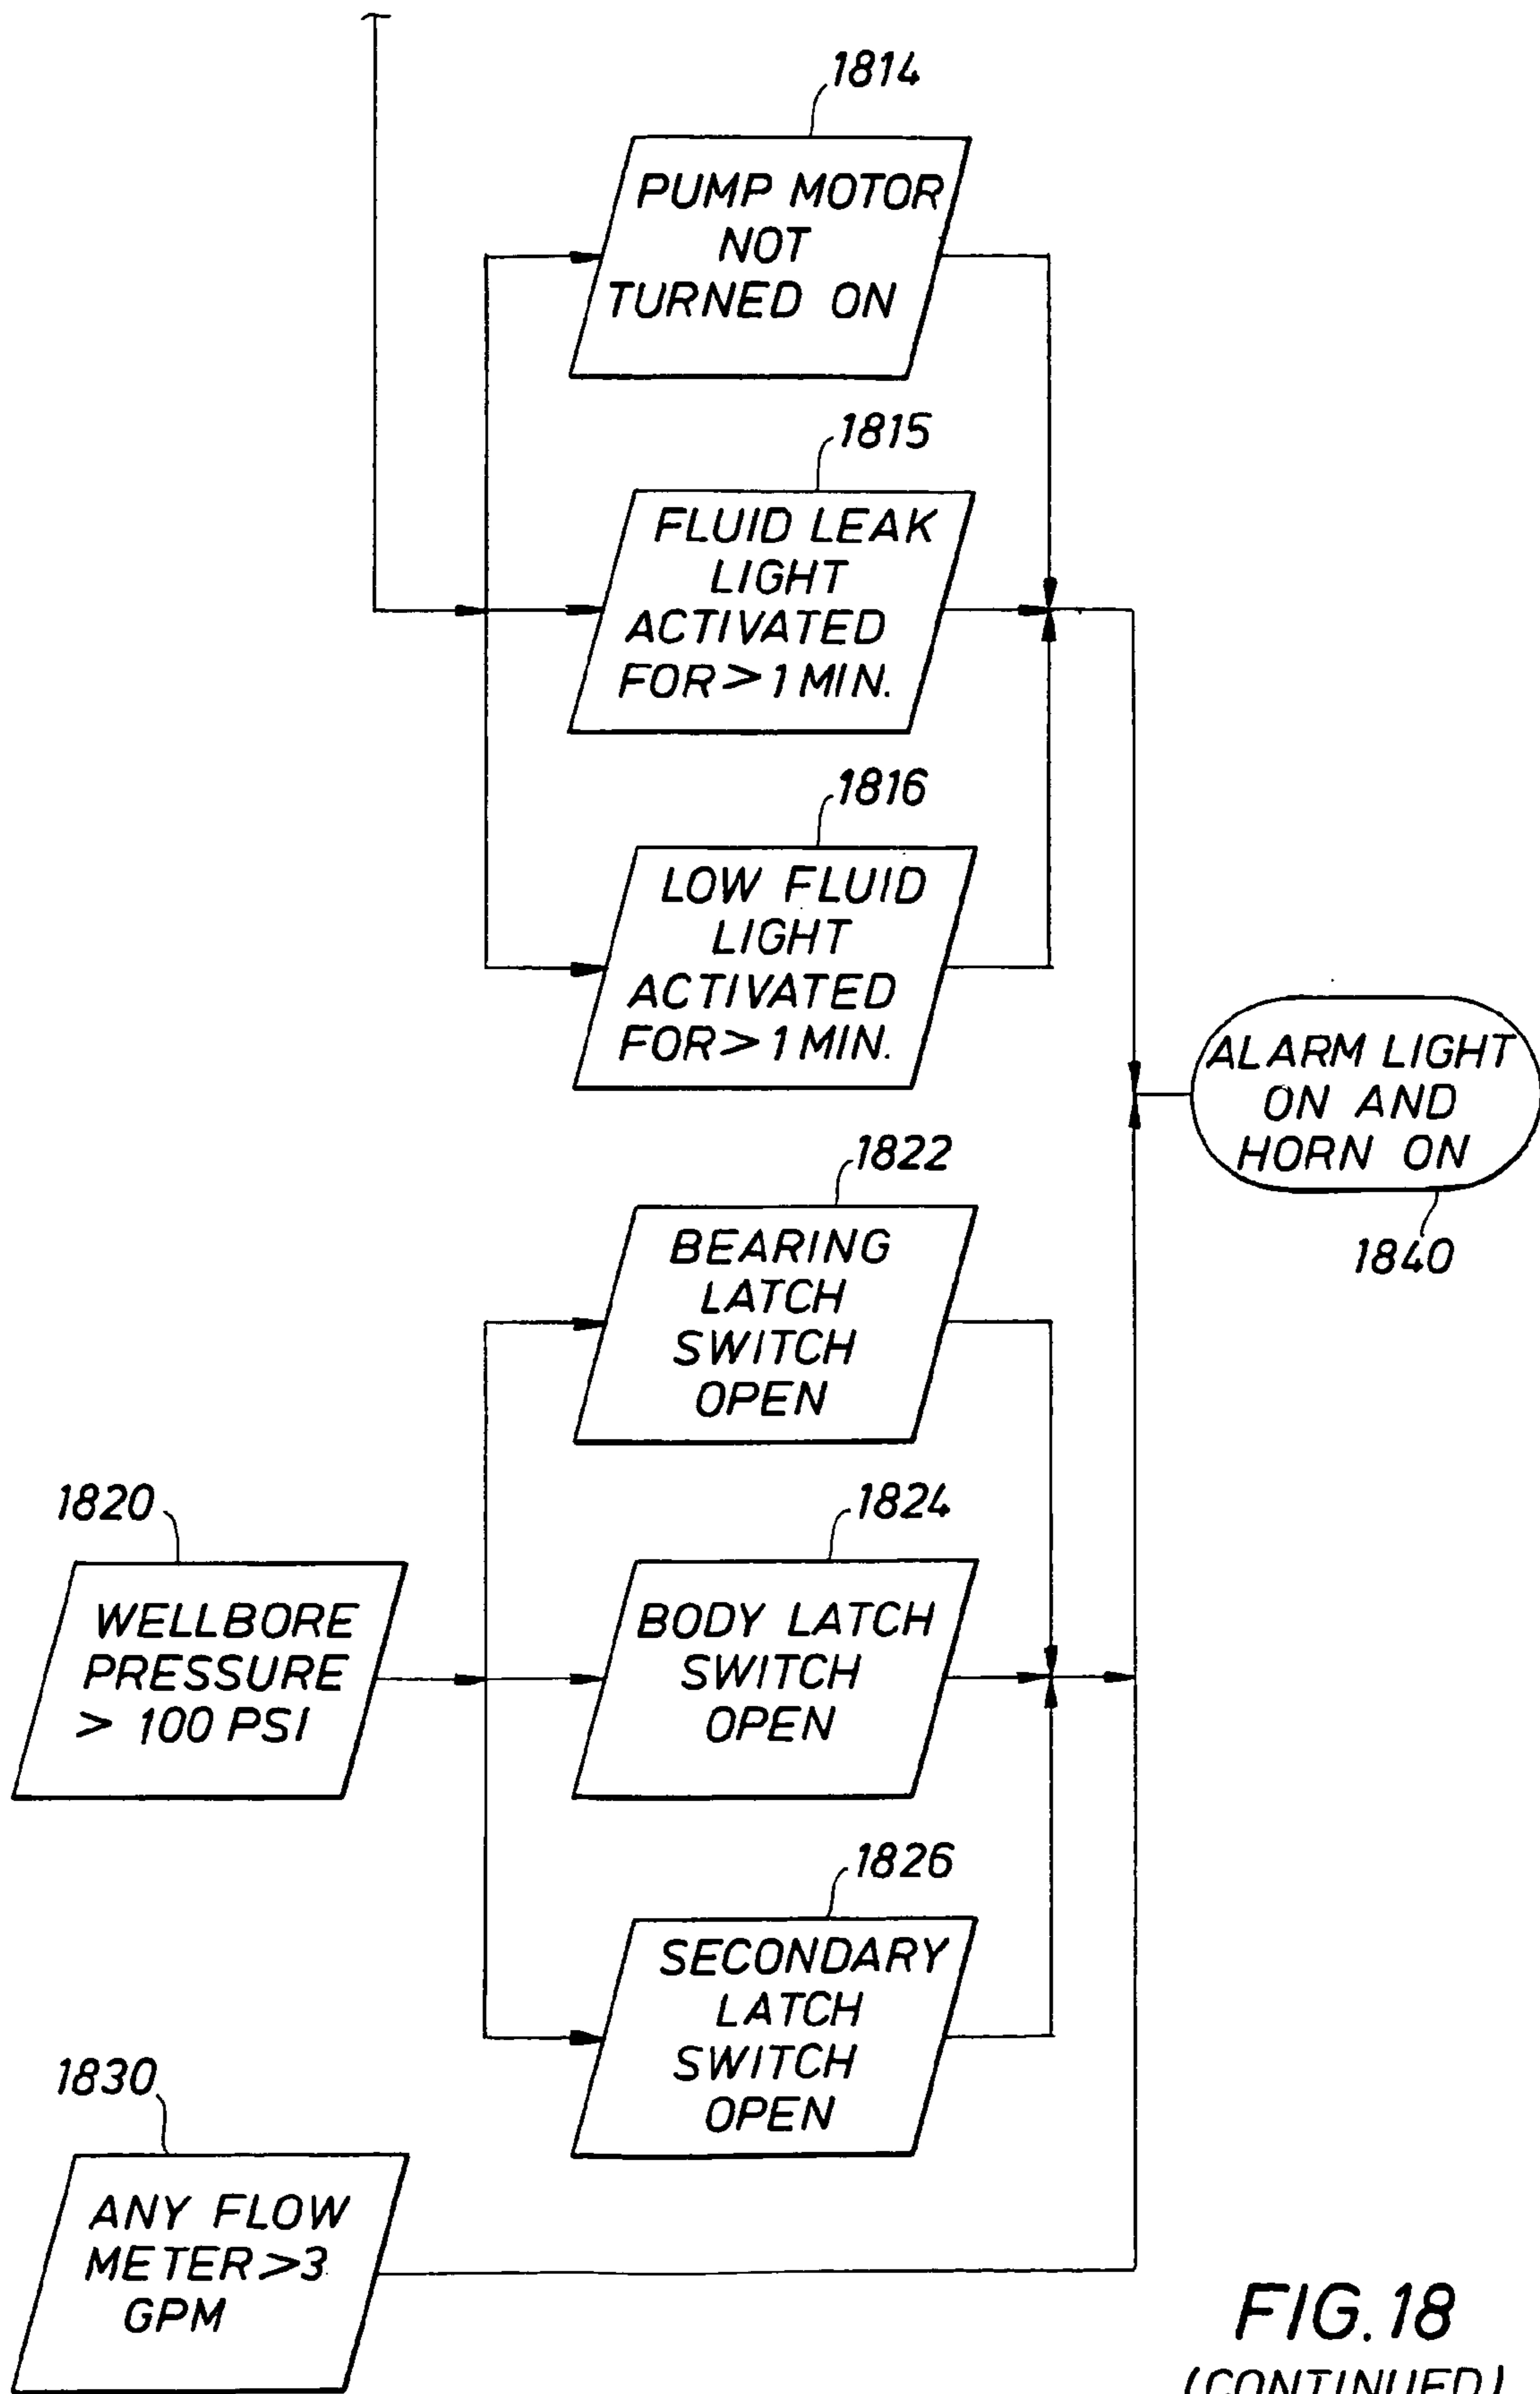 1814
PUMP MOTOR
NOT
TURNED ON
1815
FLUID LEAK
LIGHT
ACTIVATED
FOR > 1 MIN.
1816
LOW FLUID
LIGHT
ACTIVATED
FOR > 1 MIN.
ALARM LIGHT
ON AND
HORN ON
1840
1822
BEARING
LATCH
SWITCH
OPEN
1820
WELLBORE
PRESSURE
> 100 PSI
1824
BODY LATCH
SWITCH
OPEN
1826
SECONDARY
LATCH
SWITCH
OPEN
1830
ANY FLOW
METER > 3
GPM
FIG. 18
(CONTINUED)